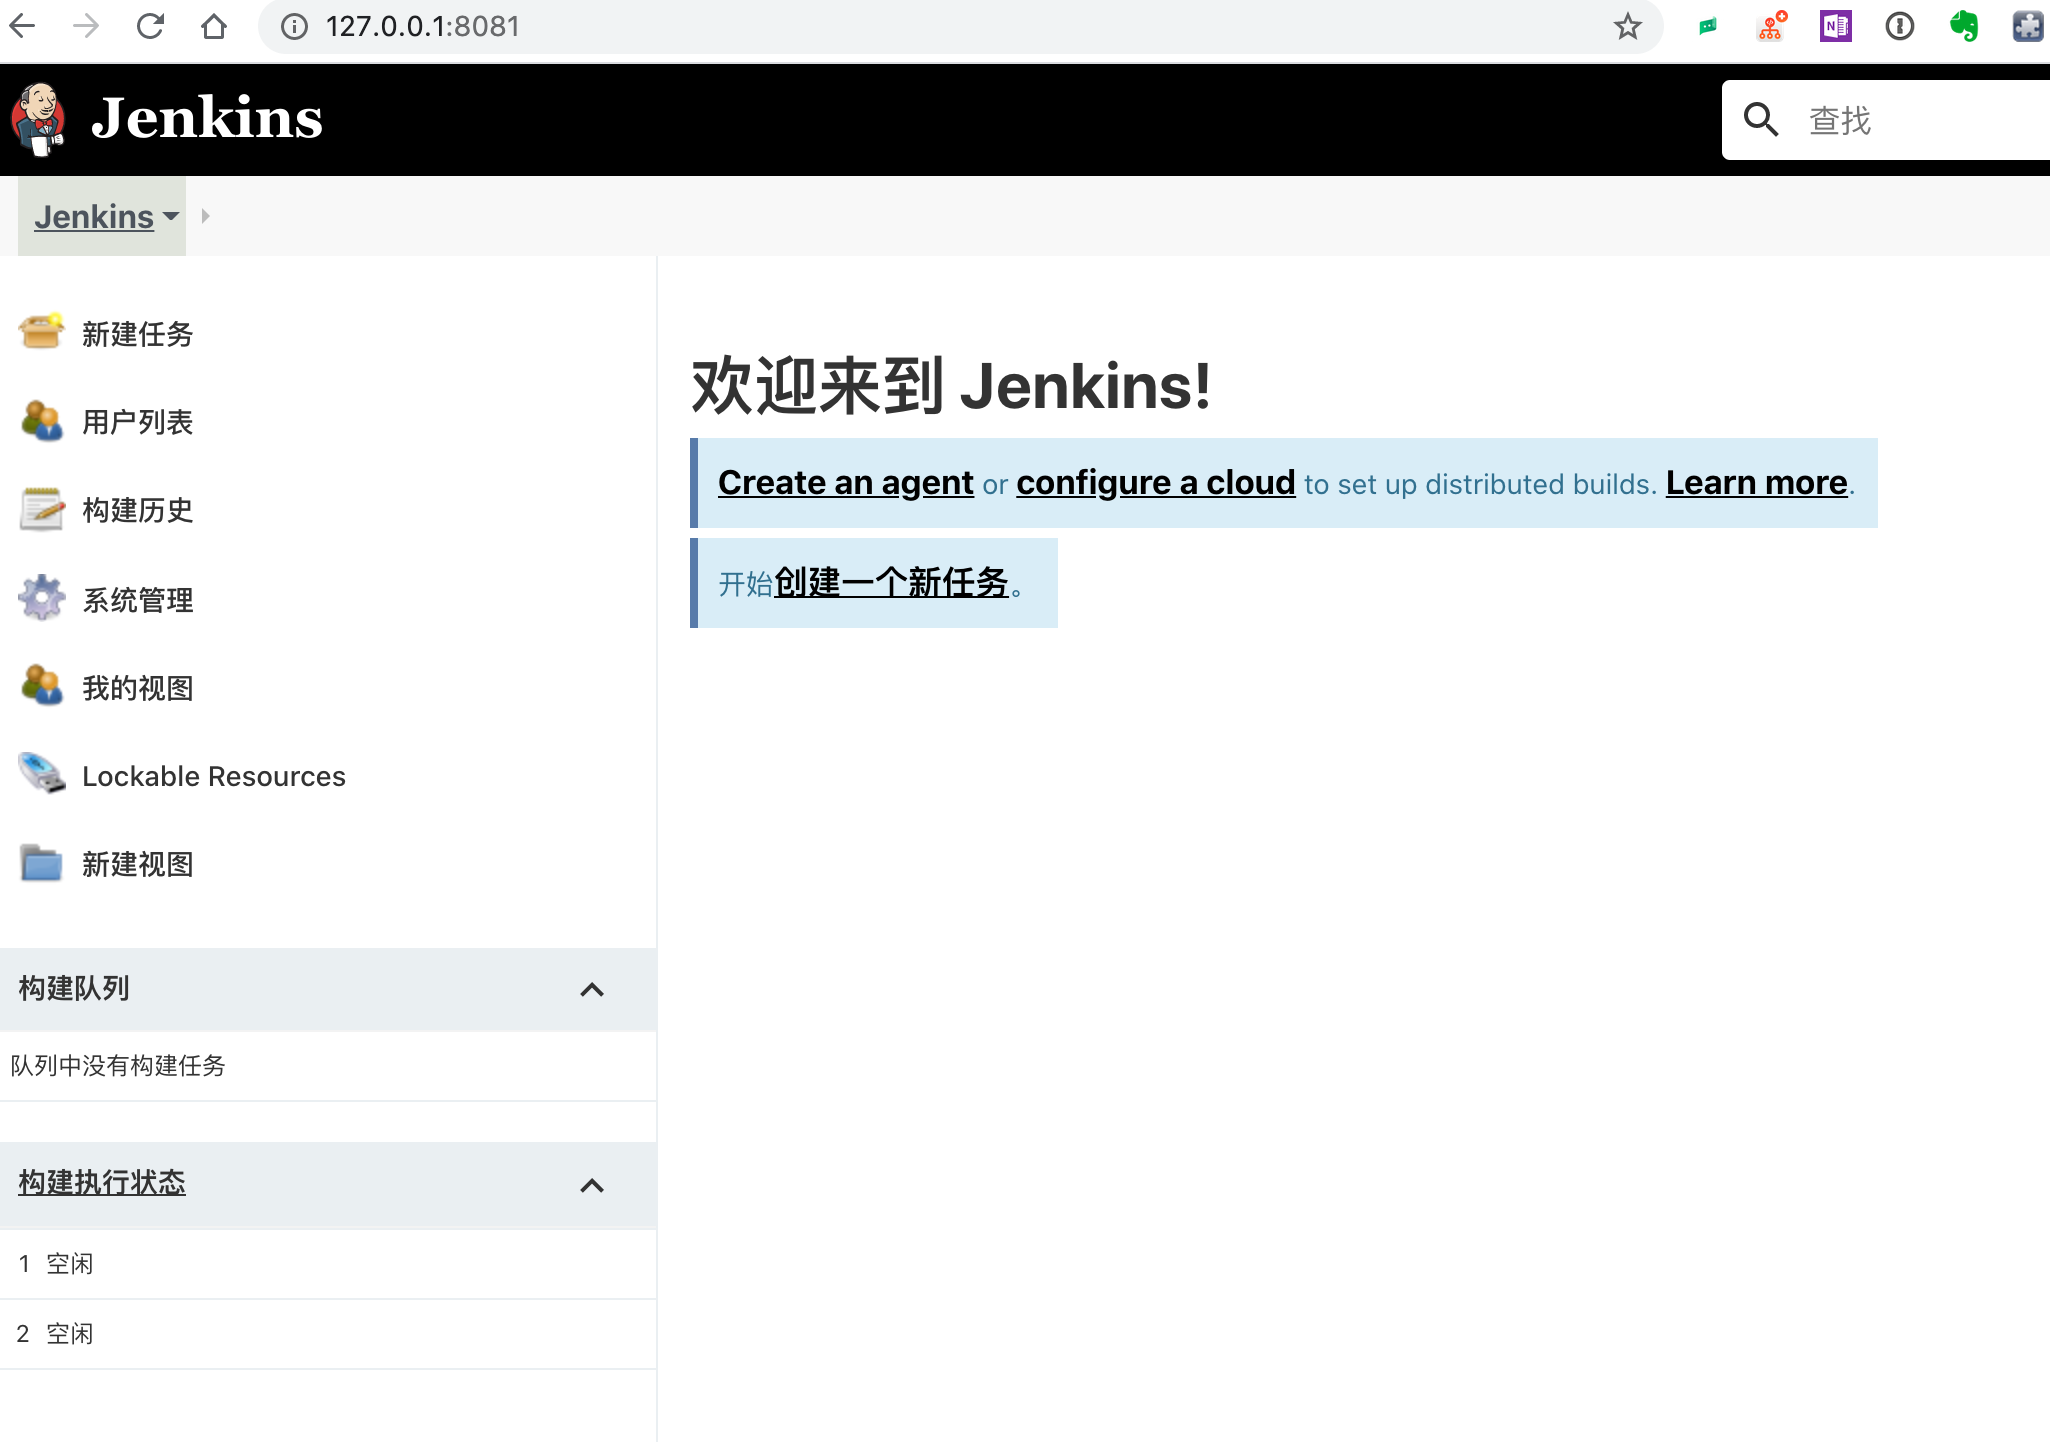 127.0.0.1:8081
Jenkins
查找
Jenkins
新建任务
用户列表
构建历史
系统管理
我的视图
Lockable Resources
新建视图
构建队列
队列中没有构建任务
构建执行状态
1 空闲
2 空闲
欢迎来到 Jenkins!
Create an agent or configure a cloud to set up distributed builds. Learn more.
开始创建一个新任务。